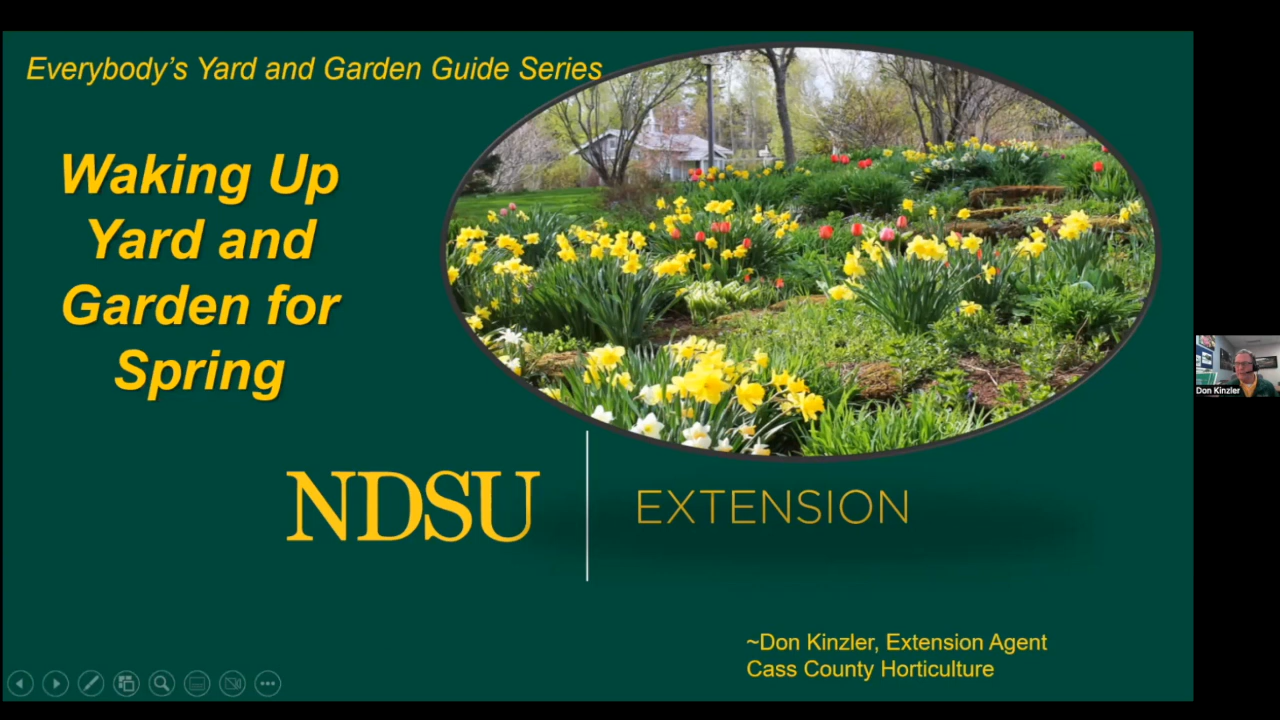 Everybody's Yard and Garden Guide Series
Waking Up
Yard and
Garden for
Spring
NDSU
EXTENSION
~Don Kinzler, Extension Agent
Cass County Horticulture
Don Kinzler